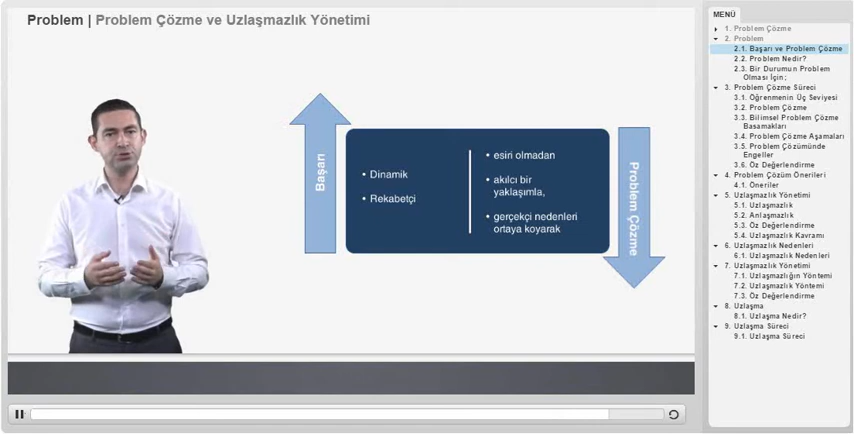 Problem | Problem Çözme ve Uzlaşmazlık Yönetimi
Başarı
• Dinamik
• Rekabetçi
• esiri olmadan
• akılcı bir
yaklaşımla,
• gerçekçi nedenleri
ortaya koyarak
Problem Çözme
MENÜ
1. Problem Çözme
2. Problem
2.1. Başarı ve Problem Çözme
2.2. Problem Nedir?
2.3. Bir Durumun Problem
Olması İçin;
3. Problem Çözme Süreci
3.1. Öğrenmenin Üç Seviyesi
3.2. Problem Çözme
3.3. Bilimsel Problem Çözme
Basamakları
3.4. Problem Çözme Aşamaları
3.5. Problem Çözümünde
Engeller
3.6. Öz Değerlendirme
4. Problem Çözüm Önerileri
4.1. Öneriler
5. Uzlaşmazlık Yönetimi
5.1. Uzlaşmazlık
5.2. Anlaşmazlık
5.3. Öz Değerlendirme
5.4. Uzlaşmazlık Kavramı
6. Uzlaşmazlık Nedenleri
6.1. Uzlaşmazlık Nedenleri
7. Uzlaşmazlık Yönetimi
7.1. Uzlaşmazlığın Yöntemi
7.2. Uzlaşmazlık Yöntemi
7.3. Öz Değerlendirme
8. Uzlaşma
8.1. Uzlaşma Nedir?
9. Uzlaşma Süreci
9.1. Uzlaşma Süreci